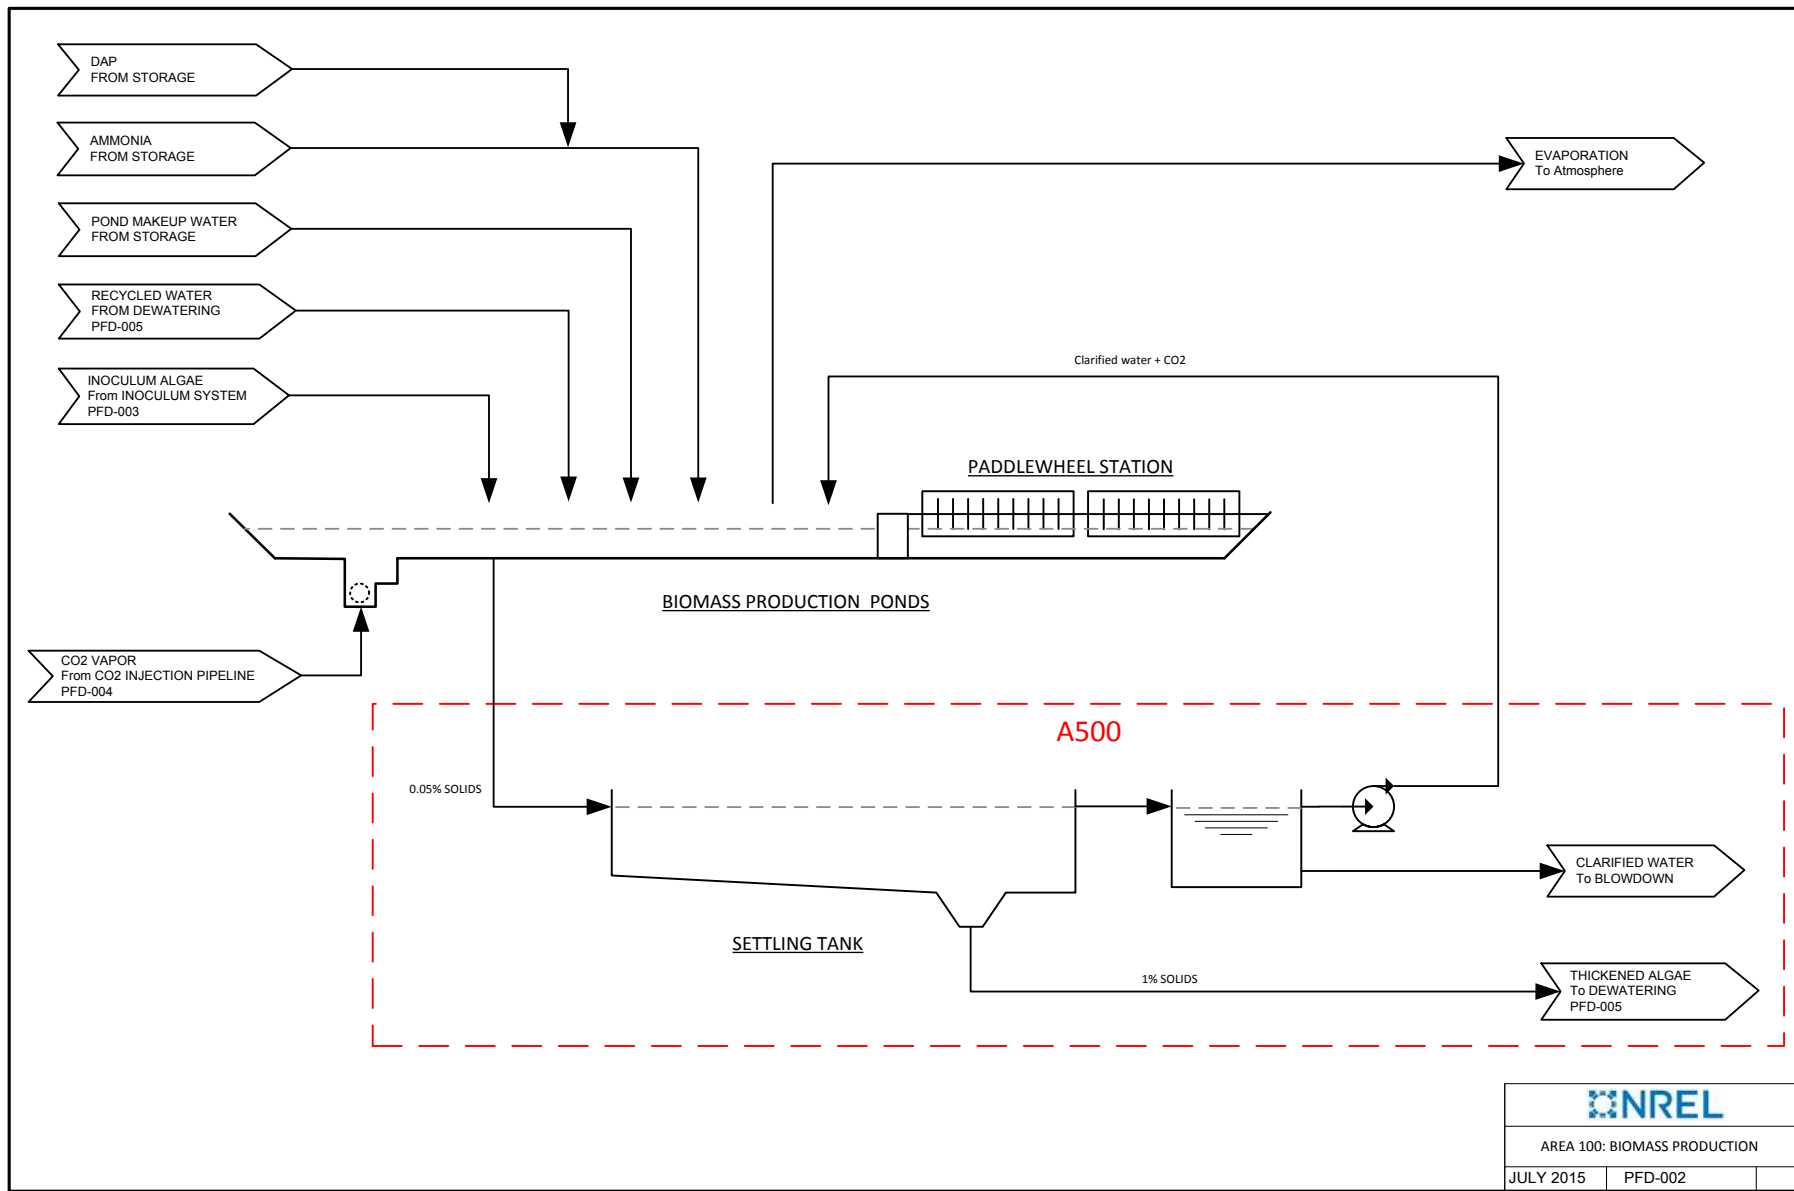 DAP
FROM STORAGE
AMMONIA
FROM STORAGE
POND MAKEUP WATER
FROM STORAGE
RECYCLED WATER
FROM DEWATERING
PFD-005
INOCULUM ALGAE
From INOCULUM SYSTEM
PFD-003
EVAPORATION
To Atmosphere
Clarified water + CO2
PADDLEWHEEL STATION
BIOMASS PRODUCTION PONDS
CO2 VAPOR
From CO2 INJECTION PIPELINE
PFD-004
A500
0.05% SOLIDS
CLARIFIED WATER
To BLOWDOWN
SETTLING TANK
1% SOLIDS
THICKENED ALGAE
To DEWATERING
PFD-005
NREL
AREA 100: BIOMASS PRODUCTION
JULY 2015 PFD-002